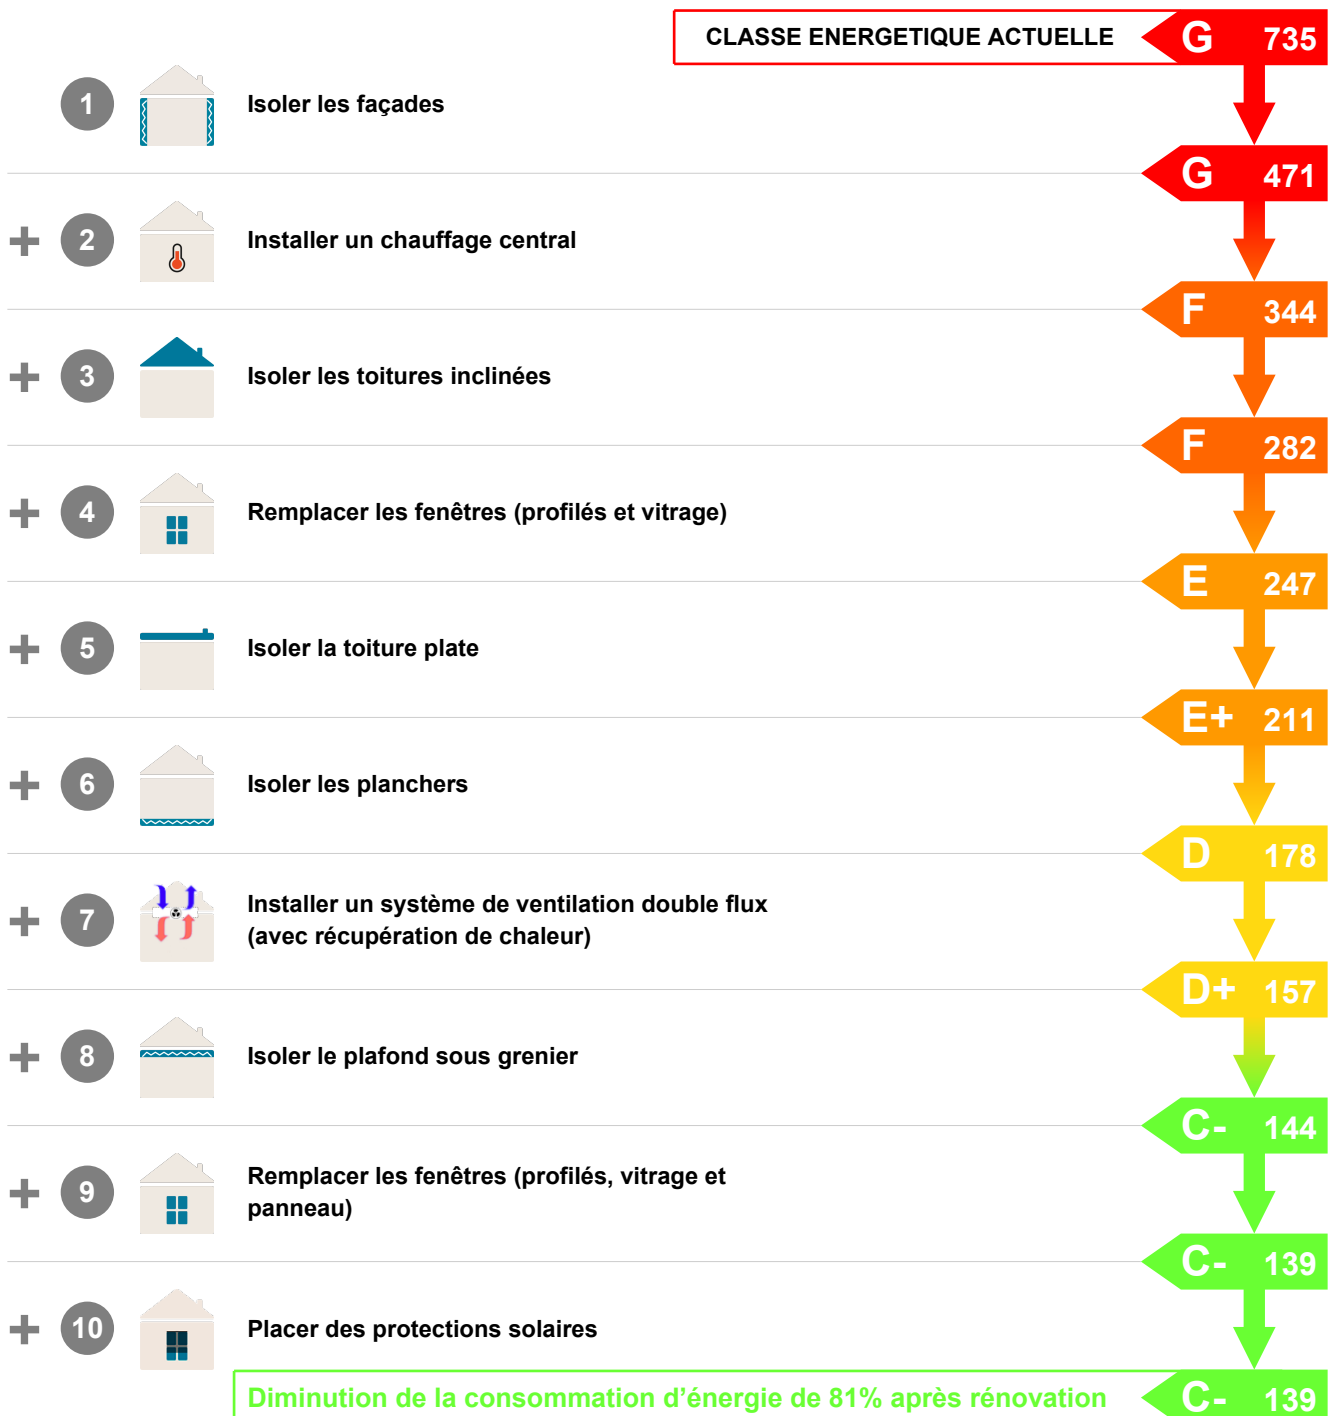 CLASSE ENERGETIQUE ACTUELLE G 735
1 Isoler les façades
G 471
+ 2 Installer un chauffage central
F 344
+ 3 Isoler les toitures inclinées
F 282
+ 4 Remplacer les fenêtres (profilés et vitrage)
E 247
+ 5 Isoler la toiture plate
E+ 211
+ 6 Isoler les planchers
D 178
+ 7 Installer un système de ventilation double flux
(avec récupération de chaleur)
D+ 157
+ 8 Isoler le plafond sous grenier
C- 144
+ 9 Remplacer les fenêtres (profilés, vitrage et
panneau)
C- 139
+ 10 Placer des protections solaires
Diminution de la consommation d’énergie de 81% après rénovation C- 139